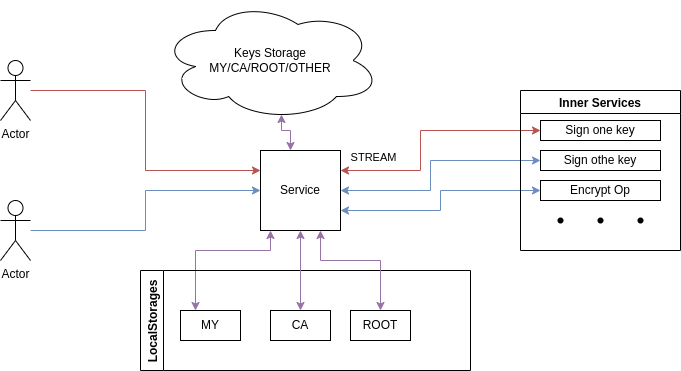 Keys Storage
MY/CA/ROOT/OTHER
Actor
Inner Services
Sign one key
STREAM
Sign othe key
Service
Encrypt Op
Actor
LocalStorages
MY
CA
ROOT